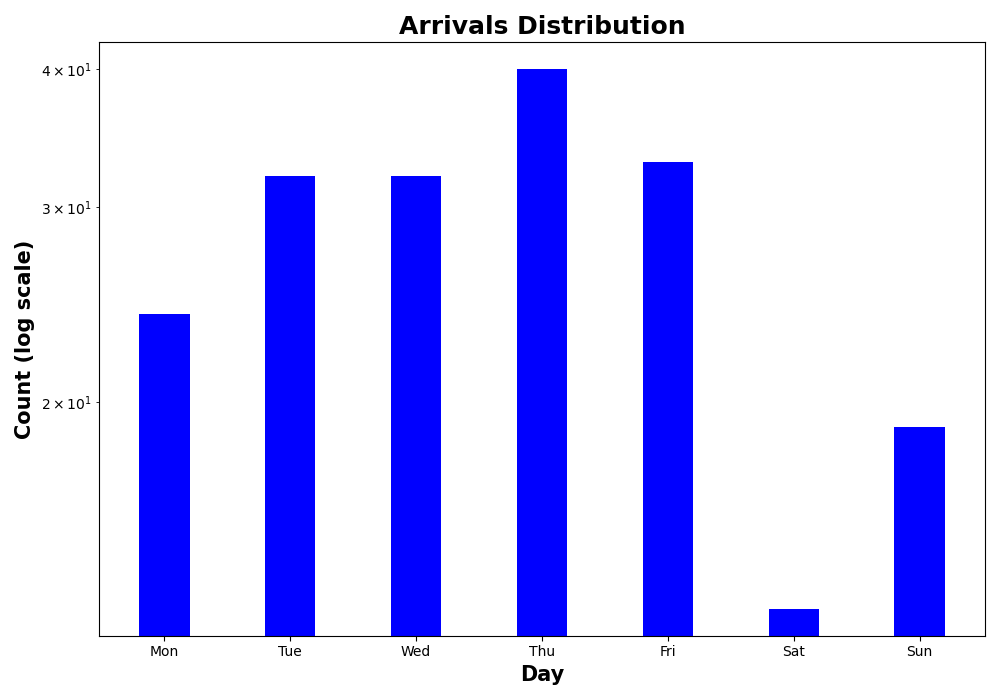 Arrivals Distribution
4 × 10¹
3 × 10¹
2 × 10¹
Count (log scale)
Mon Tue Wed Thu Fri Sat Sun
Day